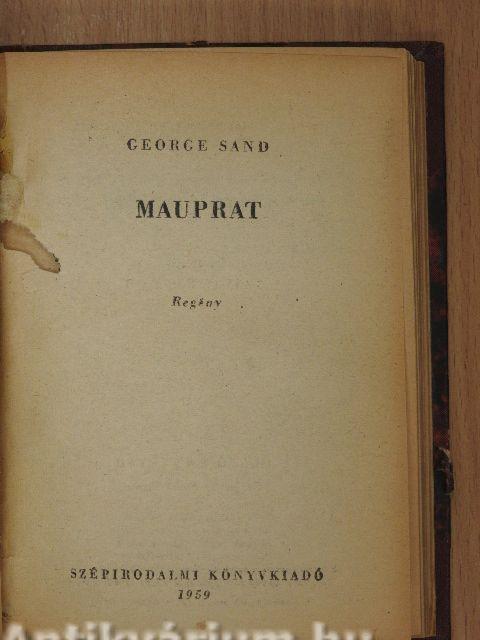 GEORGE SAND
MAUPRAT
Regény
SZÉPIRODALMI KÖNYVKIADÓ
1959
Antikvárium.hu